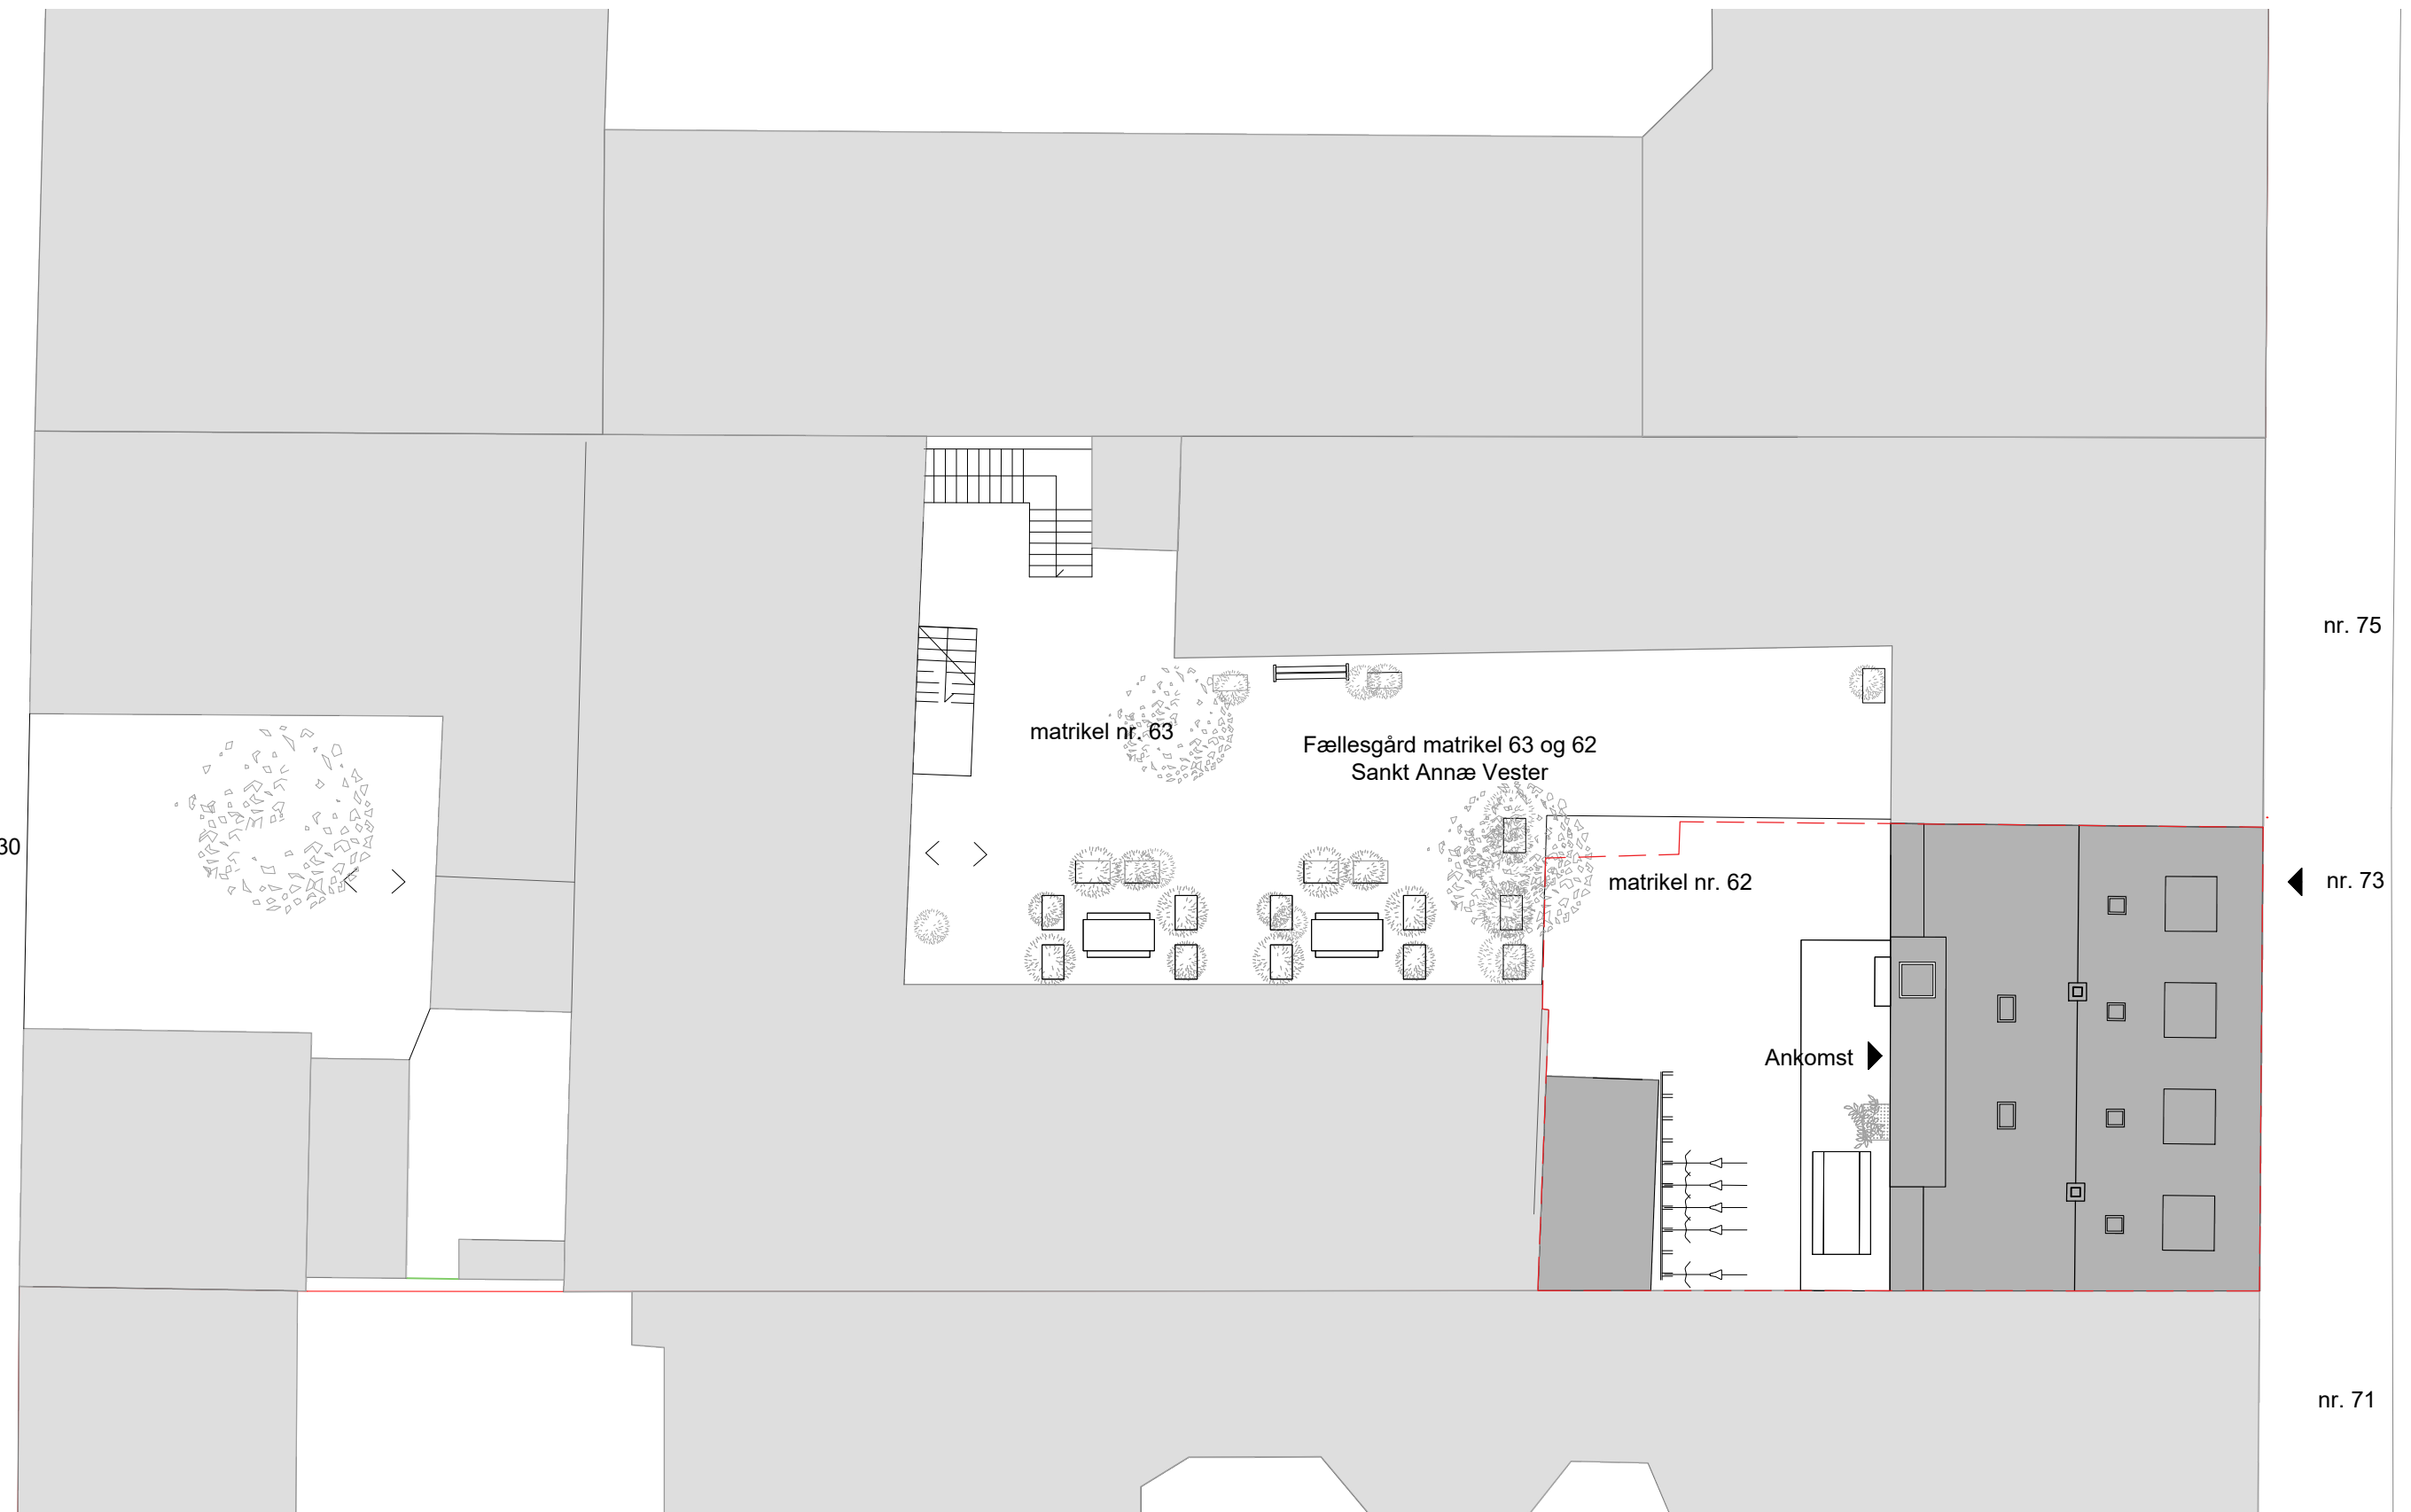 nr. 75
matrikel nr. 63
Fællesgård matrikel 63 og 62
Sankt Annæ Vester
30
matrikel nr. 62
nr. 73
Ankomst
nr. 71